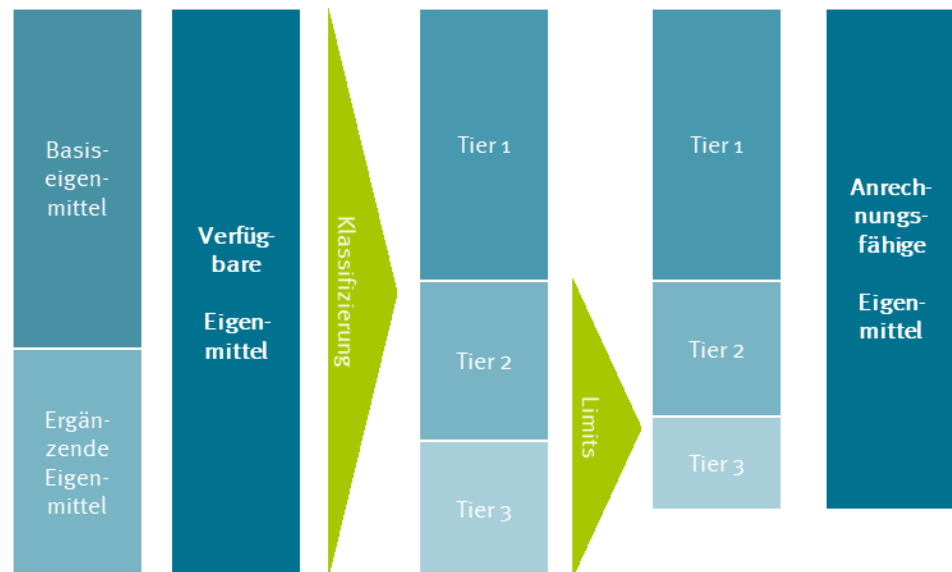 Basis-
eigen-
mittel
Ergän-
zende
Eigen-
mittel
Verfüg-
bare
Eigen-
mittel
Klassifizierung
Tier 1
Tier 2
Tier 3
Limits
Tier 1
Tier 2
Tier 3
Anrech-
nungs-
fähige
Eigen-
mittel